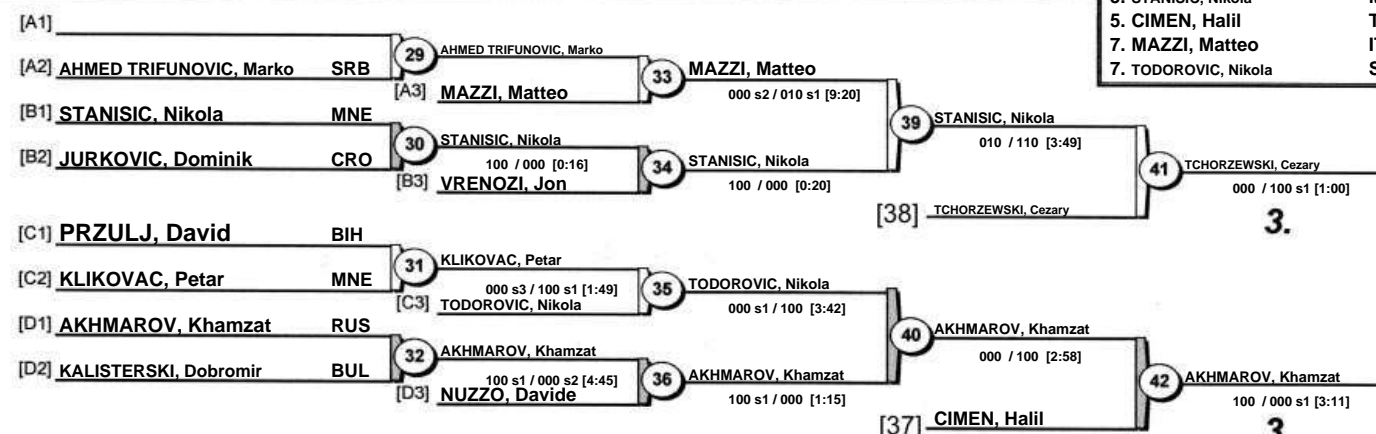 [A1]
[A2] AHMED TRIFUNOVIC, Marko SRB
29
AHMED TRIFUNOVIC, Marko
[A3] MAZZI, Matteo
33
MAZZI, Matteo
000 s2 / 010 s1 [9:20]
[B1] STANISIC, Nikola MNE
[B2] JURKOVIC, Dominik CRO
30
STANISIC, Nikola
100 / 000 [0:16]
[B3] VRENOZI, Jon
34
STANISIC, Nikola
100 / 000 [0:20]
39
STANISIC, Nikola
010 / 110 [3:49]
[38] TCHORZEWSKI, Cezary
41
TCHORZEWSKI, Cezary
000 / 100 s1 [1:00]
3.
[C1] PRZULJ, David BIH
[C2] KLIKOVAC, Petar MNE
31
KLIKOVAC, Petar
000 s3 / 100 s1 [1:49]
[C3] TODOROVIC, Nikola
35
TODOROVIC, Nikola
000 s1 / 100 [3:42]
[D1] AKHMAROV, Khamzat RUS
[D2] KALISTERSKI, Dobromir BUL
32
AKHMAROV, Khamzat
100 s1 / 000 s2 [4:45]
[D3] NUZZO, Davide
36
AKHMAROV, Khamzat
100 s1 / 000 [1:15]
40
AKHMAROV, Khamzat
000 / 100 [2:58]
[37] CIMEN, Halil
42
AKHMAROV, Khamzat
100 / 000 s1 [3:11]
3
5. CIMEN, Halil
7. MAZZI, Matteo
7. TODOROVIC, Nikola